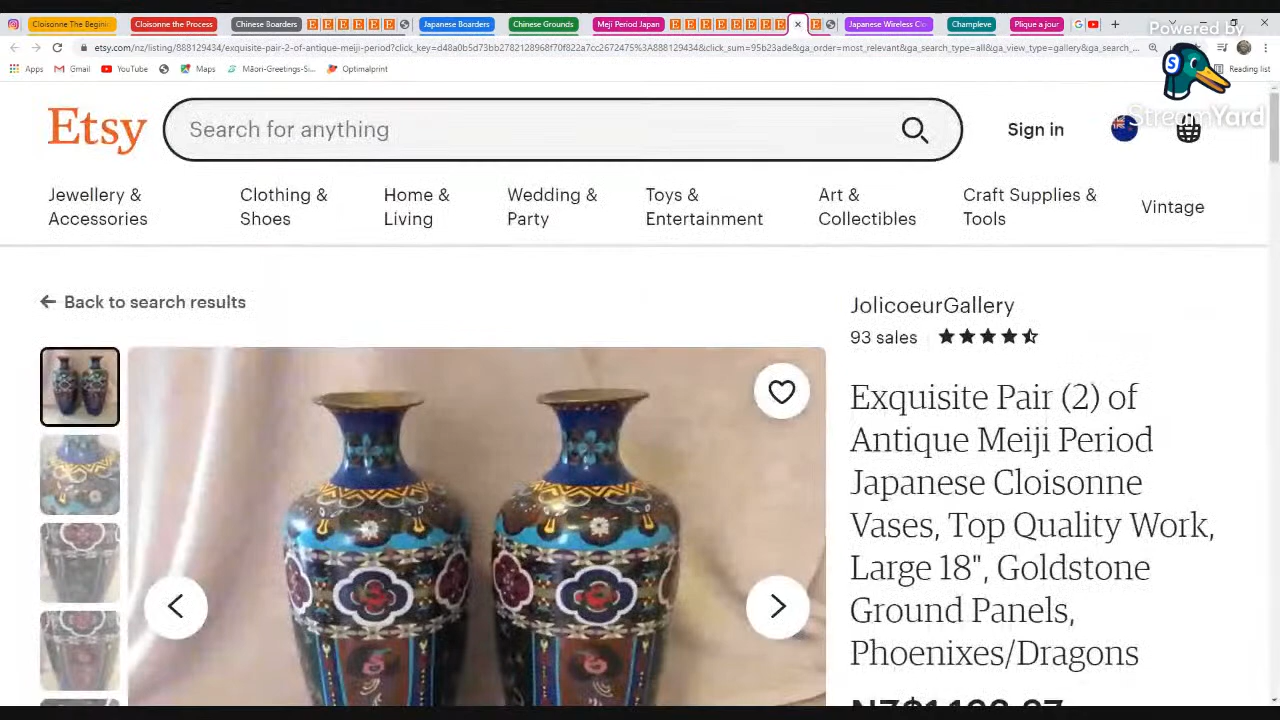 Cloisonne The Beginni
Cloisonne the Process
Chinese Boarders
Japanese Boarders
Chinese Grounds
Meji Period Japan
Japanese Wireless Clo
Champleve
Plique a jour
Powered by
StreamYard
Apps
Gmail
YouTube
Maps
Māori-Greetings-Si...
Optimalprint
Reading list
Etsy
Search for anything
Sign in
Jewellery &
Accessories
Clothing &
Shoes
Home &
Living
Wedding &
Party
Toys &
Entertainment
Art &
Collectibles
Craft Supplies &
Tools
Vintage
Back to search results
JolicoeurGallery
93 sales
Exquisite Pair (2) of
Antique Meiji Period
Japanese Cloisonne
Vases, Top Quality Work,
Large 18", Goldstone
Ground Panels,
Phoenixes/Dragons